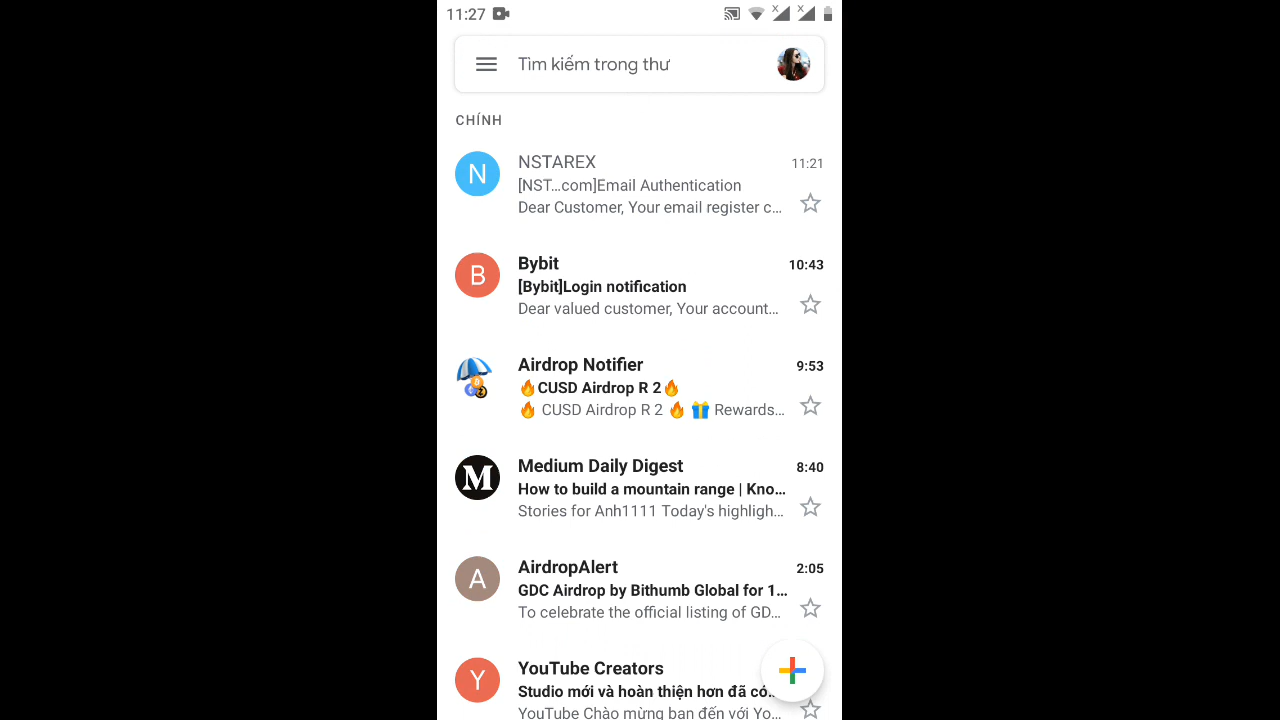 11:27
Tìm kiếm trong thư
CHÍNH
N
NSTAREX
11:21
[NST...com]Email Authentication
Dear Customer, Your email register c...
B
Bybit
10:43
[Bybit]Login notification
Dear valued customer, Your account...
Airdrop Notifier
9:53
🔥CUSD Airdrop R 2🔥
🔥 CUSD Airdrop R 2 🔥 🎁 Rewards...
M
Medium Daily Digest
8:40
How to build a mountain range | Kno...
Stories for Anh1111 Today's highligh...
A
AirdropAlert
2:05
GDC Airdrop by Bithumb Global for 1...
To celebrate the official listing of GD...
Y
YouTube Creators
Studio mới và hoàn thiện hơn đã có...
YouTube Chào mừng bạn đến với Yo...